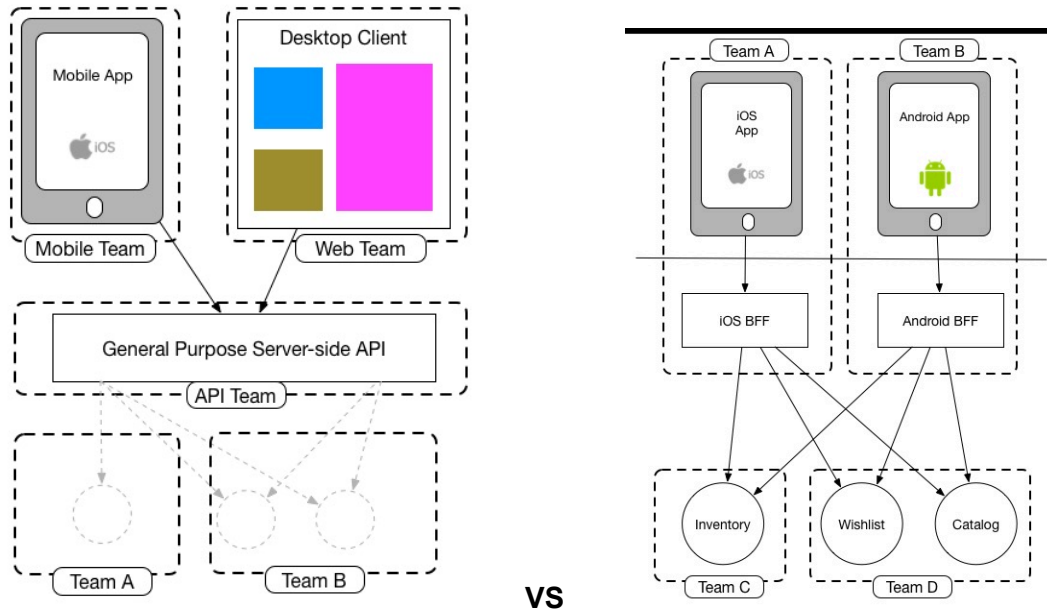 Desktop Client
Mobile App
iOS
Mobile Team
Web Team
General Purpose Server-side API
API Team
Team A
Team B
VS
Team A
Team B
iOS
App
iOS
Android App
iOS BFF
Android BFF
Inventory
Wishlist
Catalog
Team C
Team D